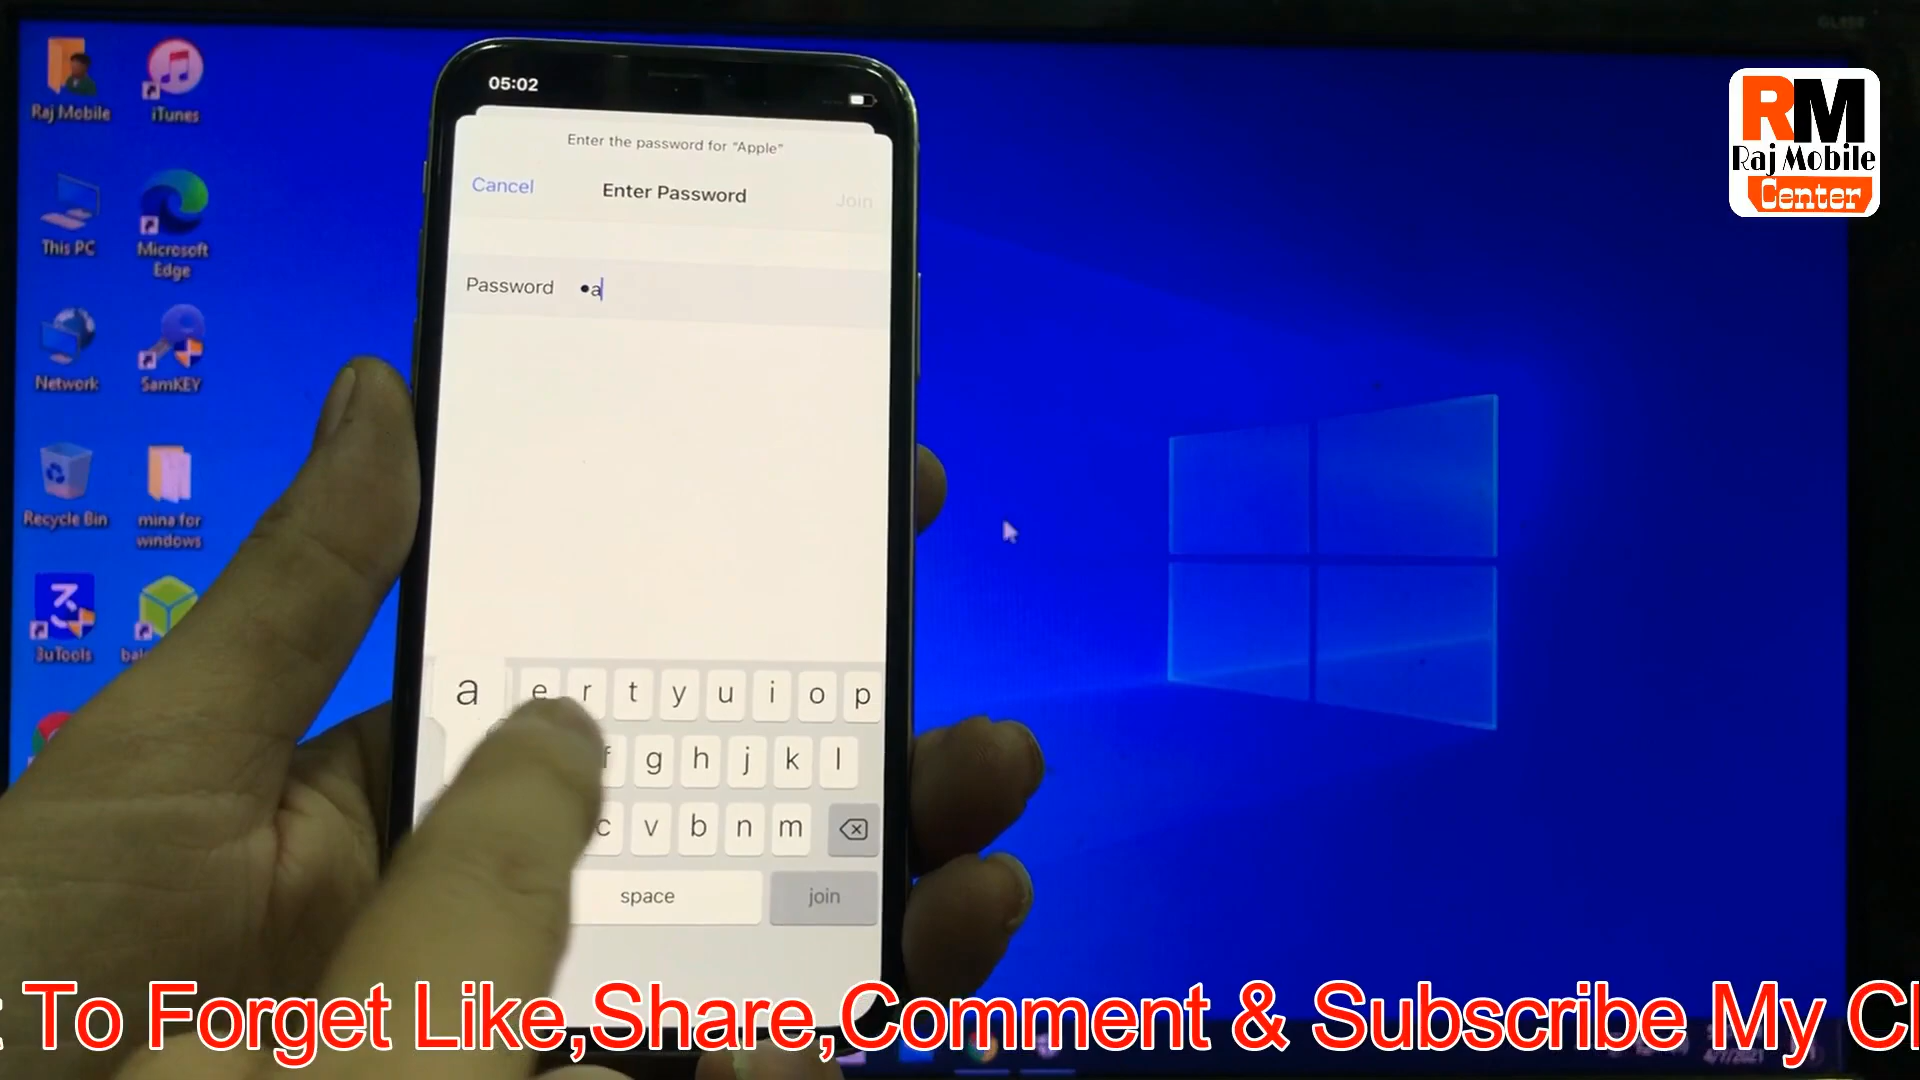 Raj Mobile
iTunes
This PC
Microsoft
Edge
Network
SamKEY
Recycle Bin
mina for
windows
3uTools
05:02
Enter the password for "Apple"
Cancel
Enter Password
Join
Password
•a
a e r t y u i o p
f g h j k l
c v b n m
space
join
RM
Raj Mobile
Center
To Forget Like,Share,Comment & Subscribe My